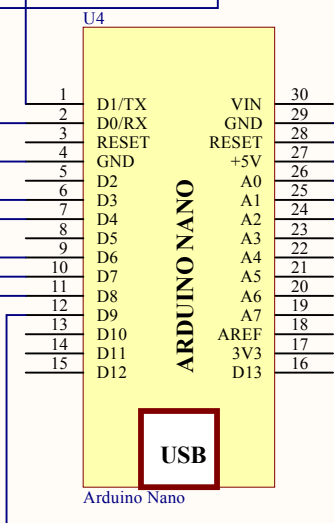 U4
1 D1/TX VIN 30
2 D0/RX GND 29
3 RESET RESET 28
4 GND +5V 27
5 D2 A0 26
6 D3 A1 25
7 D4 A2 24
8 D5 A3 23
9 D6 A4 22
10 D7 A5 21
11 D8 A6 20
12 D9 A7 19
13 D10 AREF 18
14 D11 3V3 17
15 D12 D13 16
ARDUINO NANO
USB
Arduino Nano